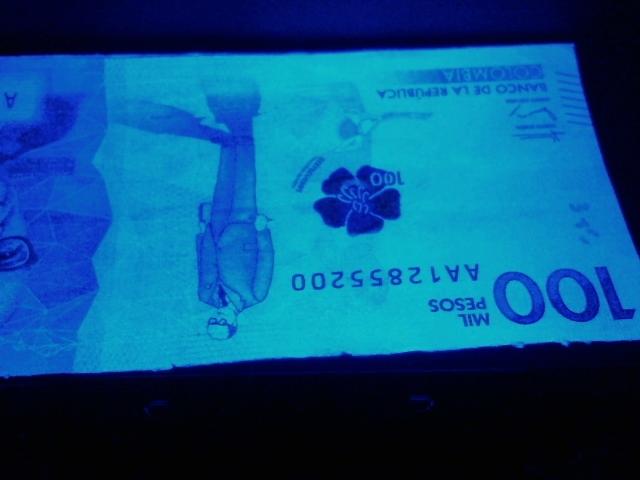 BANCO DE LA REPÚBLICA
COLOMBIA
100
AA12855200
100
MIL
PESOS
A